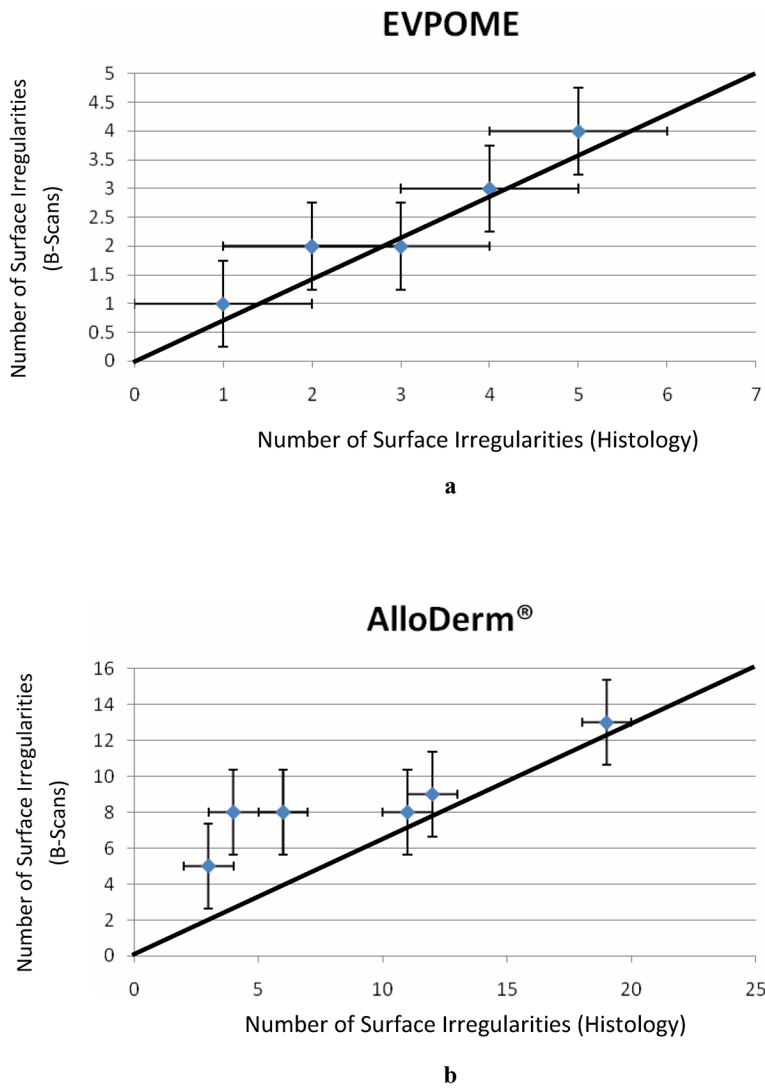 EVPOME
Number of Surface Irregularities
(B-Scans)
5
4.5
4
3.5
3
2.5
2
1.5
1
0.5
0
0 1 2 3 4 5 6 7
Number of Surface Irregularities (Histology)
a
AlloDerm®
Number of Surface Irregularities
(B-Scans)
16
14
12
10
8
6
4
2
0
0 5 10 15 20 25
Number of Surface Irregularities (Histology)
b